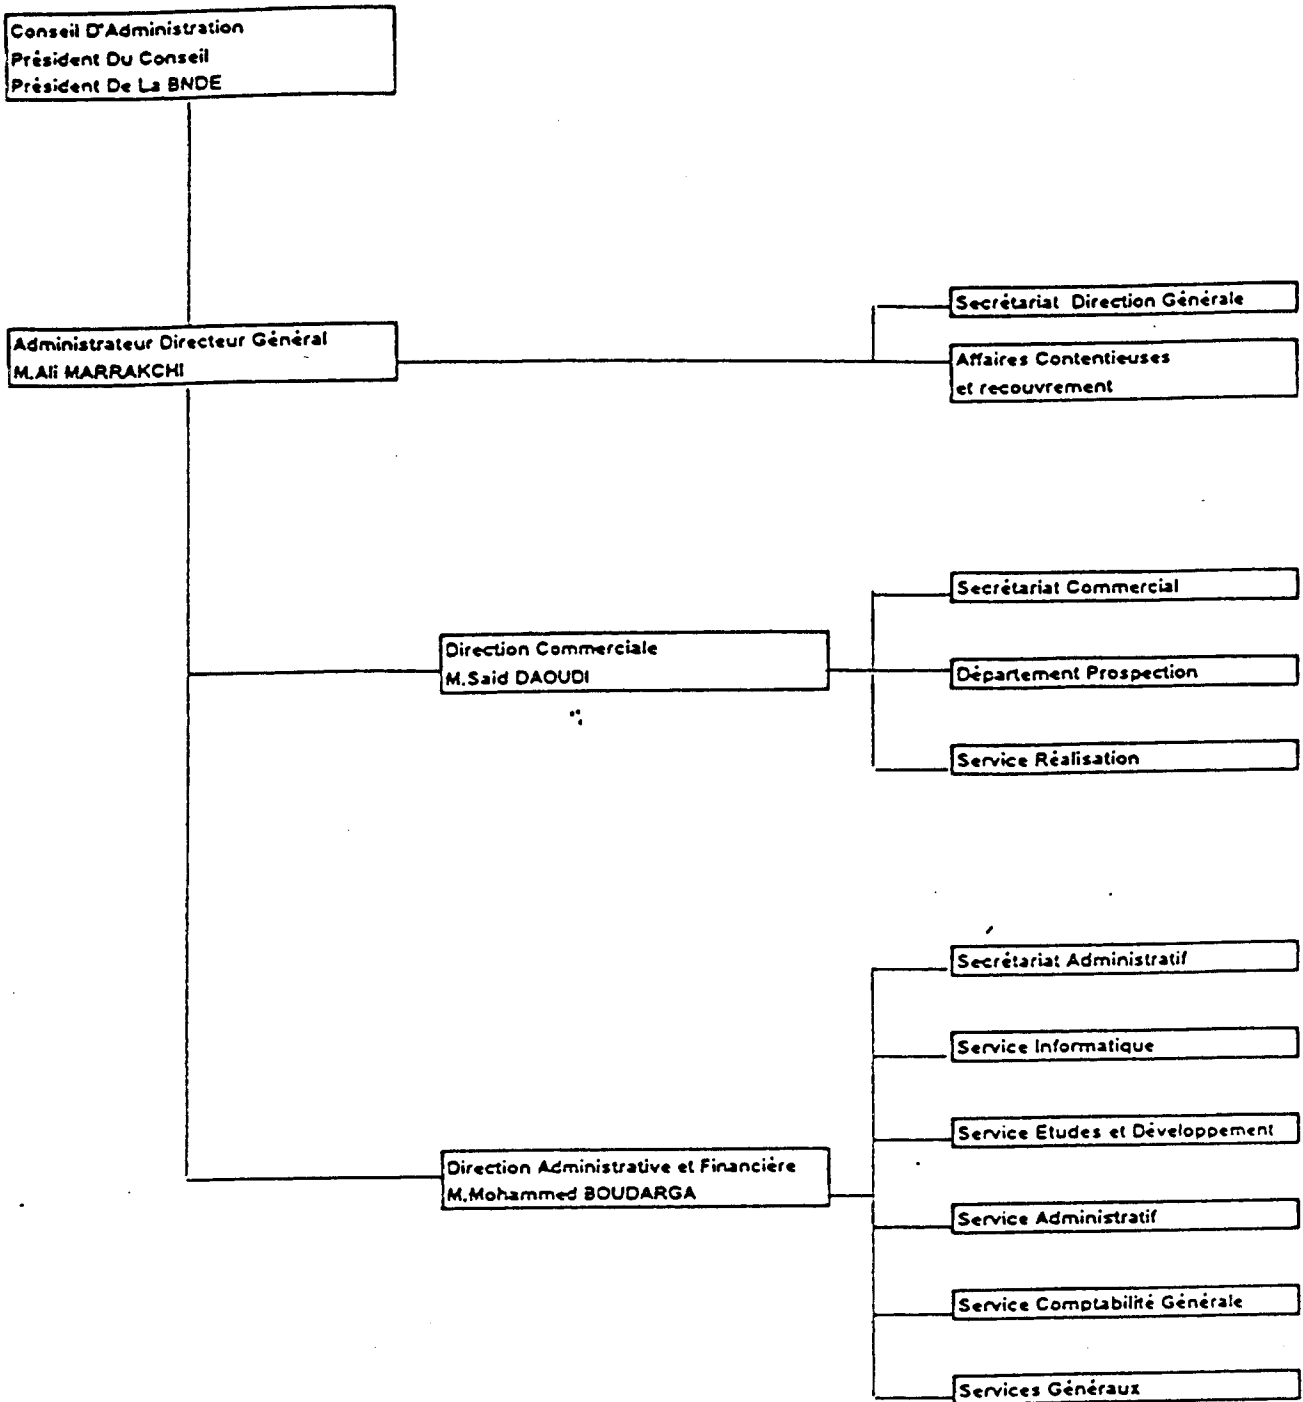 Conseil D'Administration
Président Du Conseil
Président De La BNDE
Administrateur Directeur Général
M.Ali MARRAKCHI
Secrétariat Direction Générale
Affaires Contentieuses
et recouvrement
Direction Commerciale
M.Said DAOUDI
Secrétariat Commercial
Département Prospection
Service Réalisation
Direction Administrative et Financière
M.Mohammed BOUDARGA
Secrétariat Administratif
Service Informatique
Service Etudes et Développement
Service Administratif
Service Comptabilité Générale
Services Généraux